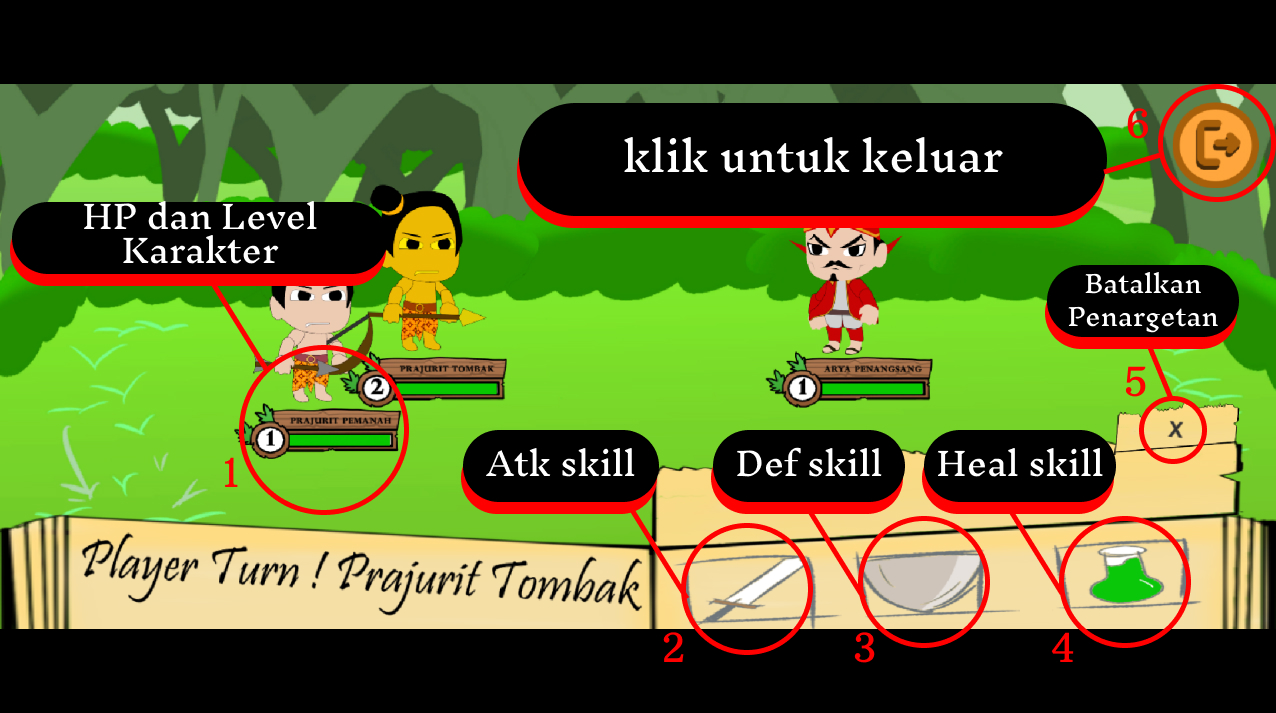 klik untuk keluar
6
HP dan Level
Karakter
Batalkan
Penargetan
5
X
PRAJURIT TOMBAK
2
ARYA PENANGSANG
1
PRAJURIT PEMANAH
1
1
Atk skill
Def skill
Heal skill
Player Turn ! Prajurit Tombak
2
3
4